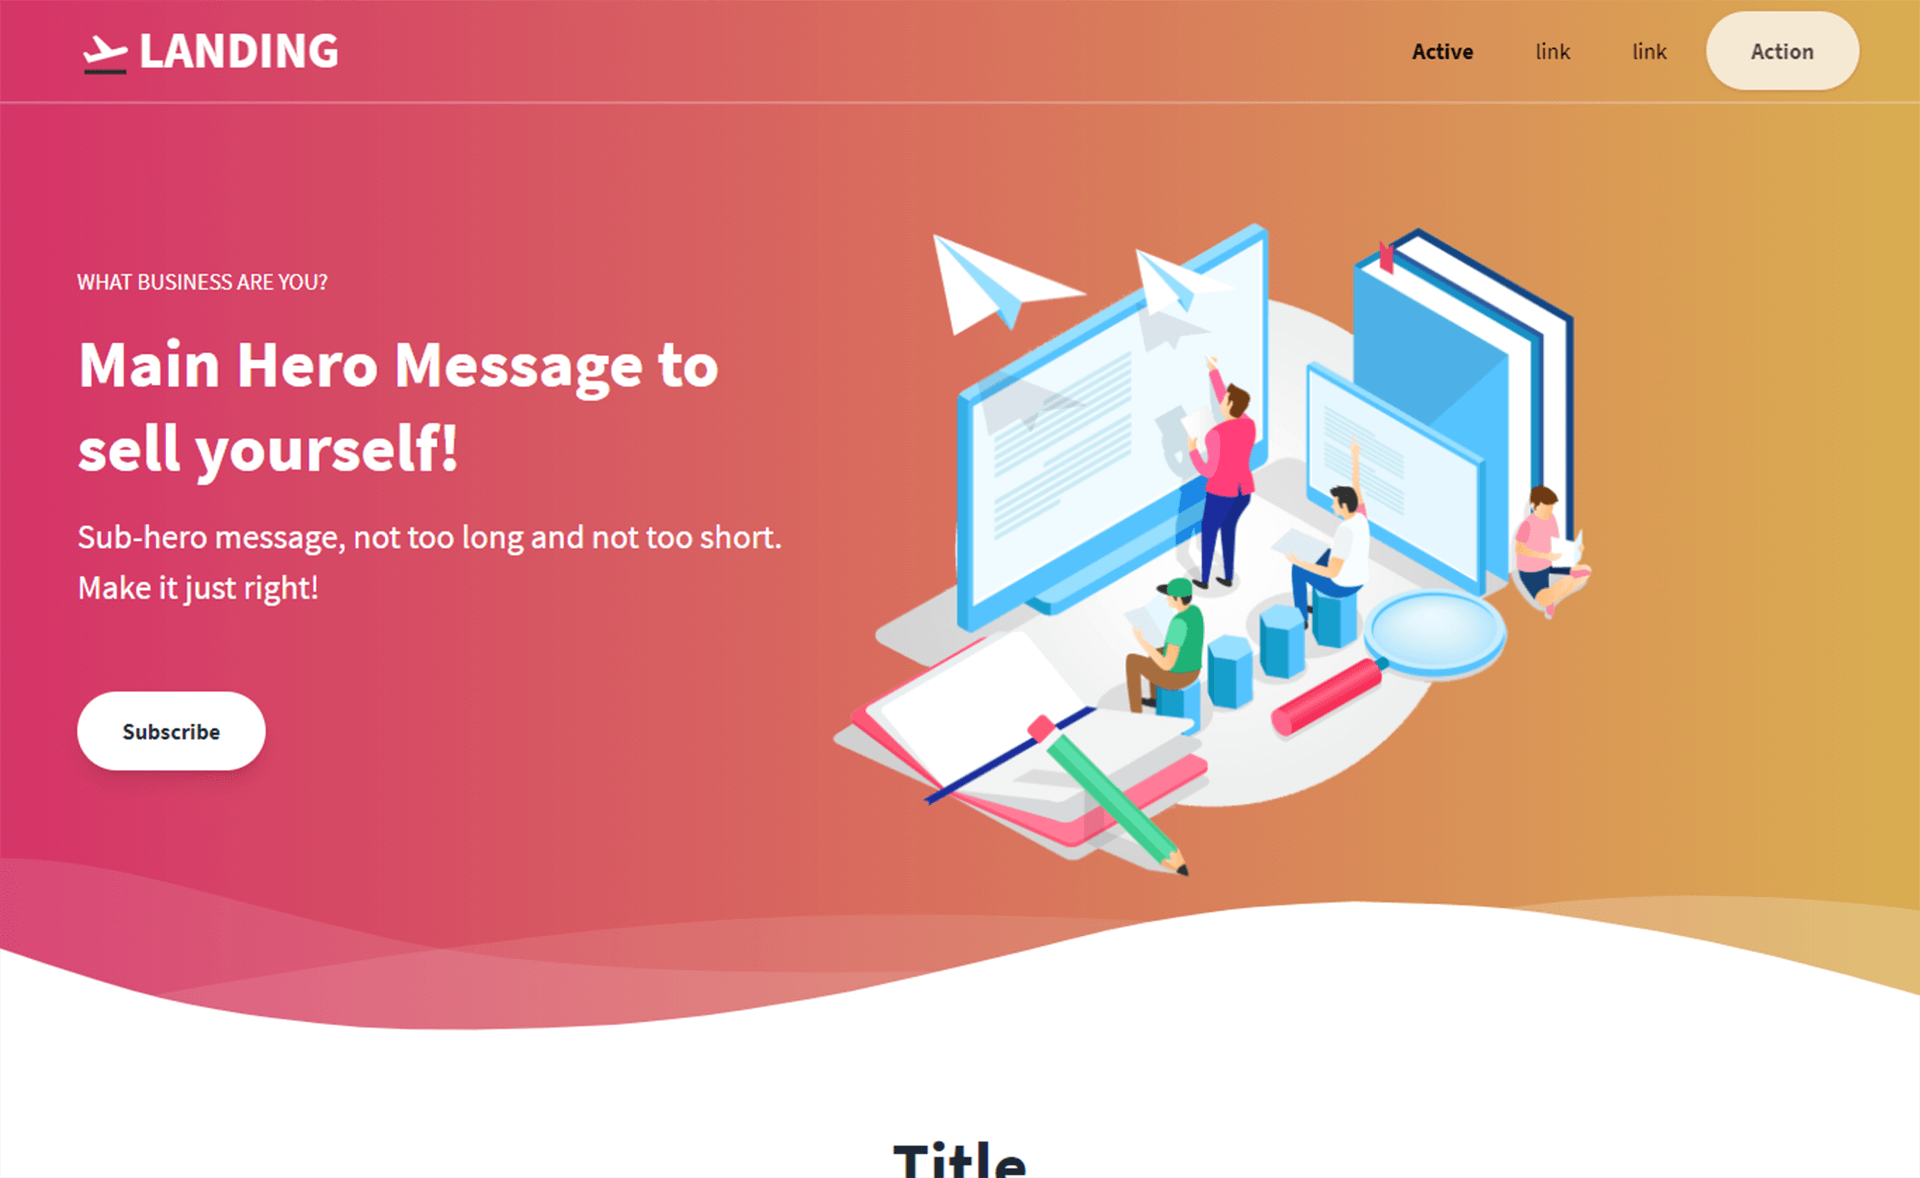 LANDING
Active
link
link
Action
WHAT BUSINESS ARE YOU?
Main Hero Message to
sell yourself!
Sub-hero message, not too long and not too short.
Make it just right!
Subscribe
Title